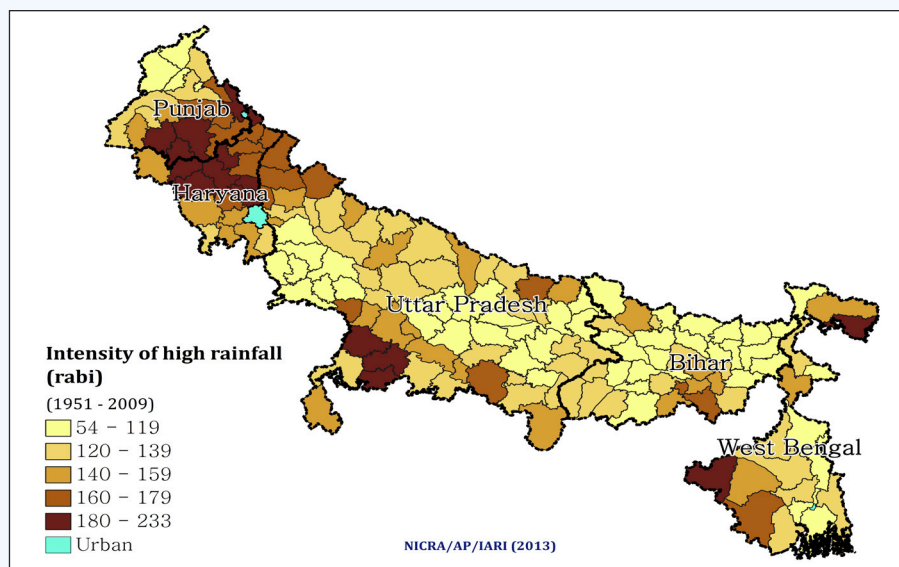 Punjab
Haryana
Uttar Pradesh
Bihar
West Bengal
Intensity of high rainfall
(rabi)
(1951 - 2009)
54 - 119
120 - 139
140 - 159
160 - 179
180 - 233
Urban
NICRA/AP/IARI (2013)